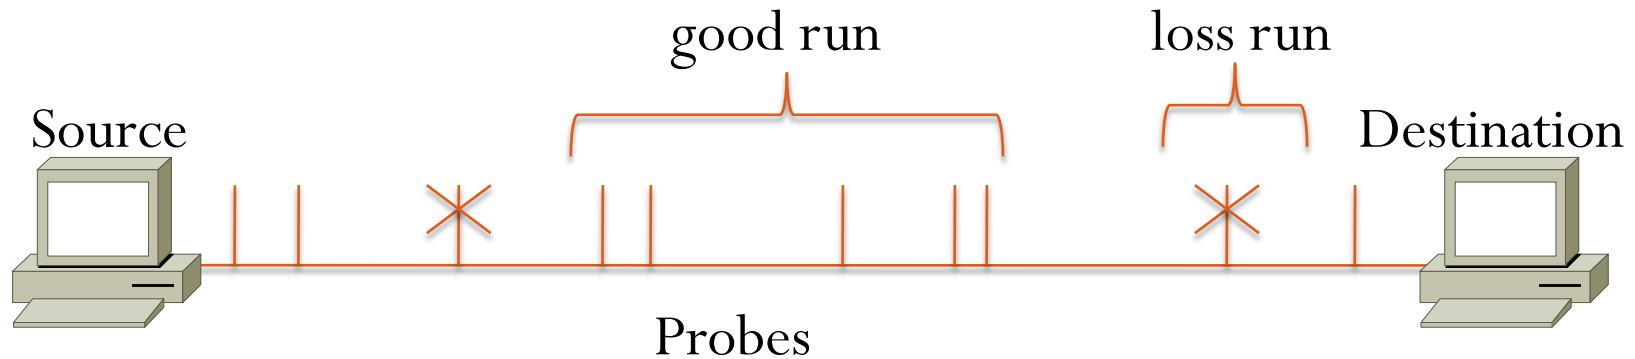 good run
loss run
Source
Destination
Probes